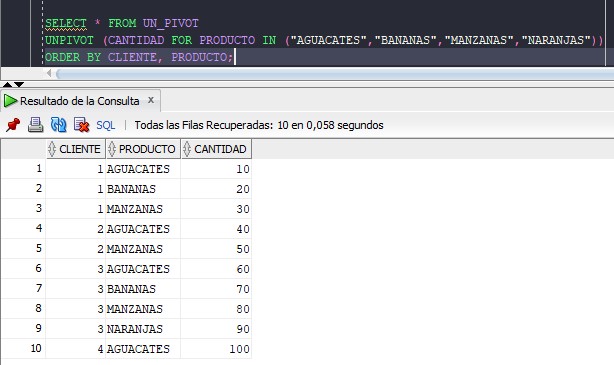 SELECT * FROM UN_PIVOT
UNPIVOT (CANTIDAD FOR PRODUCTO IN ("AGUACATES","BANANAS","MANZANAS","NARANJAS"))
ORDER BY CLIENTE, PRODUCTO;
Resultado de la Consulta x
SQL | Todas las Filas Recuperadas: 10 en 0,058 segundos
CLIENTE PRODUCTO CANTIDAD
1 1 AGUACATES 10
2 1 BANANAS 20
3 1 MANZANAS 30
4 2 AGUACATES 40
5 2 MANZANAS 50
6 3 AGUACATES 60
7 3 BANANAS 70
8 3 MANZANAS 80
9 3 NARANJAS 90
10 4 AGUACATES 100